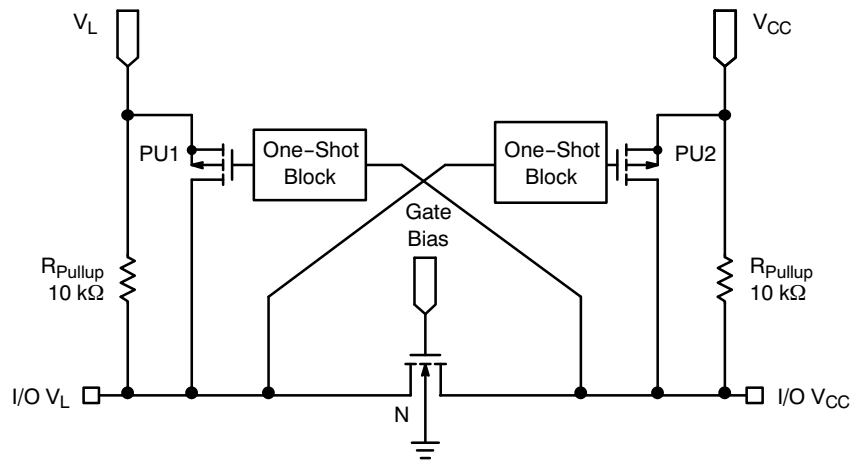 V_L
V_CC
PU1
One-Shot
Block
One-Shot
Block
PU2
Gate
Bias
R_Pullup
10 kΩ
R_Pullup
10 kΩ
I/O V_L
N
I/O V_CC